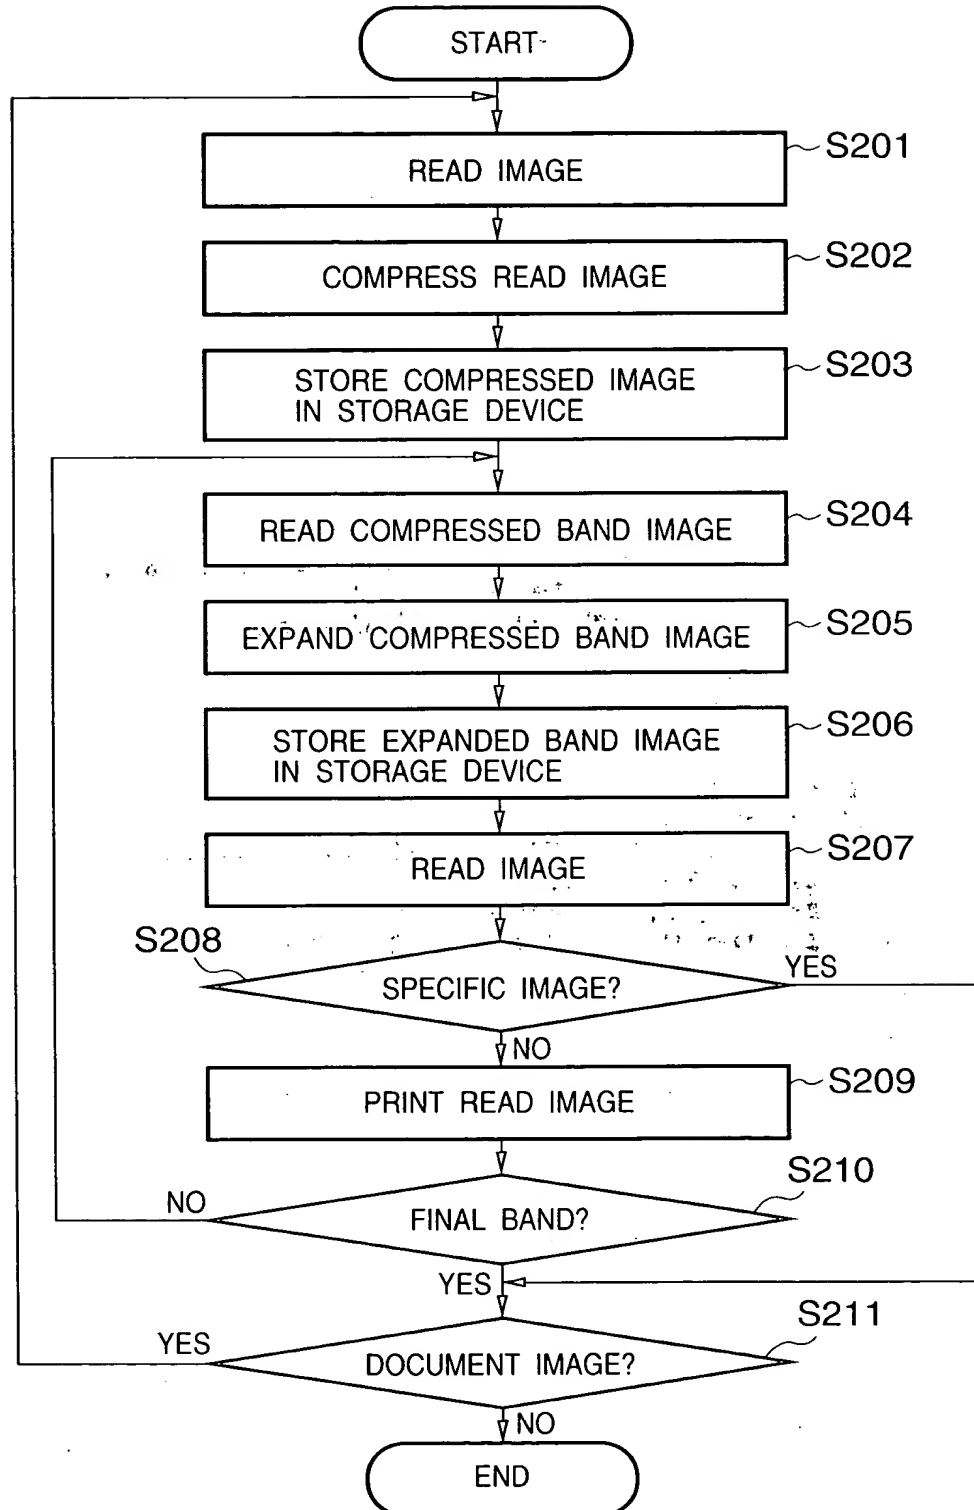 START
READ IMAGE
S201
COMPRESS READ IMAGE
S202
STORE COMPRESSED IMAGE
IN STORAGE DEVICE
S203
READ COMPRESSED BAND IMAGE
S204
EXPAND COMPRESSED BAND IMAGE
S205
STORE EXPANDED BAND IMAGE
IN STORAGE DEVICE
S206
READ IMAGE
S207
S208
SPECIFIC IMAGE?
YES
NO
PRINT READ IMAGE
S209
S210
NO
FINAL BAND?
YES
S211
YES
DOCUMENT IMAGE?
NO
END